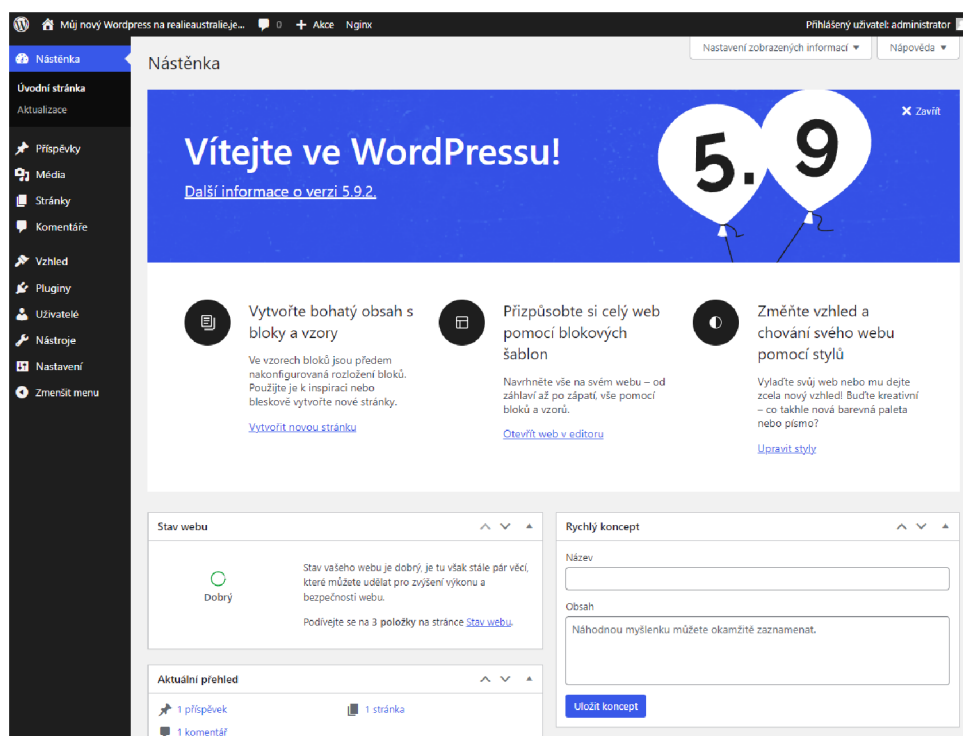 Můj nový Wordpress na realieaustralie.je... 0 + Akce Nginx Přihlášený uživatel: administrator
Nástěnka
Úvodní stránka
Aktualizace
Příspěvky
Média
Stránky
Komentáře
Vzhled
Pluginy
Uživatelé
Nástroje
Nastavení
Zmenšit menu
Nastavení zobrazených informací ▼ Nápověda ▼
Nástěnka
Zavřít
Vítejte ve WordPressu!
Další informace o verzi 5.9.2.
5.9
Vytvořte bohatý obsah s
bloky a vzory
Ve vzorech bloků jsou předem
nakonfigurovaná rozložení bloků.
Použijte je k inspiraci nebo
bleskově vytvořte nové stránky.
Vytvořit novou stránku
Přizpůsobte si celý web
pomocí blokových
šablon
Navrhněte vše na svém webu – od
záhlaví až po zápatí, vše pomocí
bloků a vzorů.
Otevřít web v editoru
Změňte vzhled a
chování svého webu
pomocí stylů
Vylaďte svůj web nebo mu dejte
zcela nový vzhled! Buďte kreativní
– co takhle nová barevná paleta
nebo písmo?
Upravit styly
Stav webu
Dobrý
Stav vašeho webu je dobrý, je tu však stále pár věcí,
které můžete udělat pro zvýšení výkonu a
bezpečnosti webu.
Podívejte se na 3 položky na stránce Stav webu.
Aktuální přehled
1 příspěvek 1 stránka
1 komentář
Rychlý koncept
Název
Obsah
Náhodnou myšlenku můžete okamžitě zaznamenat.
Uložit koncept